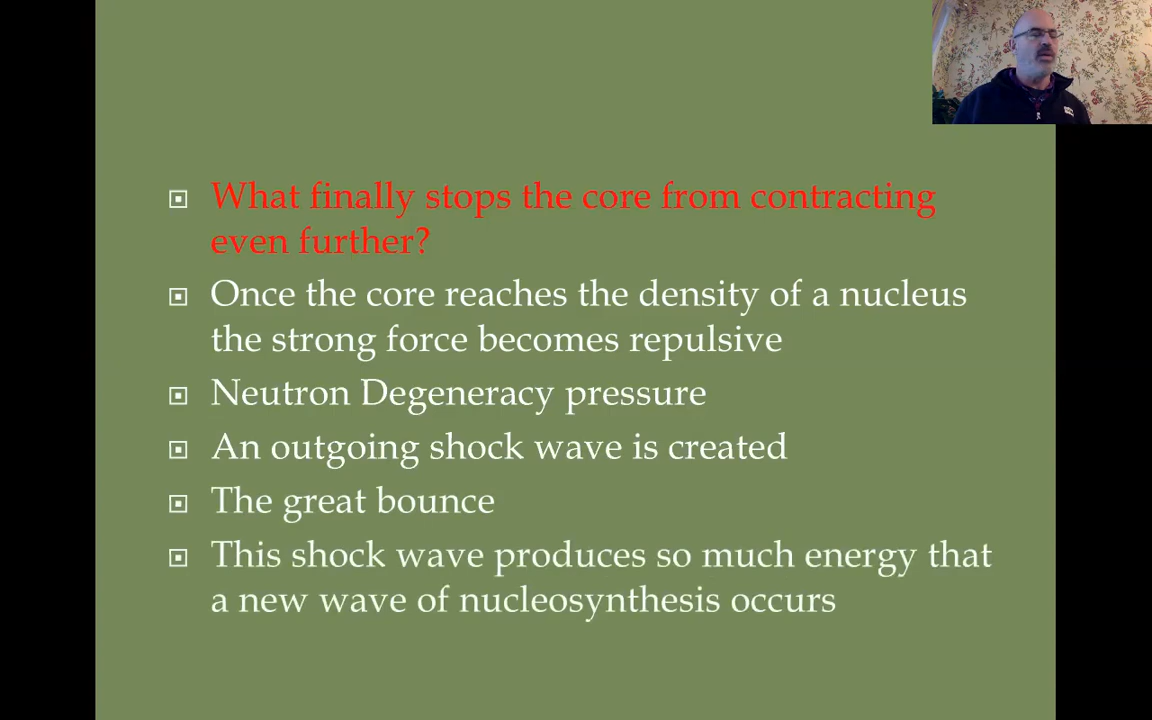 What finally stops the core from contracting
even further?
Once the core reaches the density of a nucleus
the strong force becomes repulsive
Neutron Degeneracy pressure
An outgoing shock wave is created
The great bounce
This shock wave produces so much energy that
a new wave of nucleosynthesis occurs